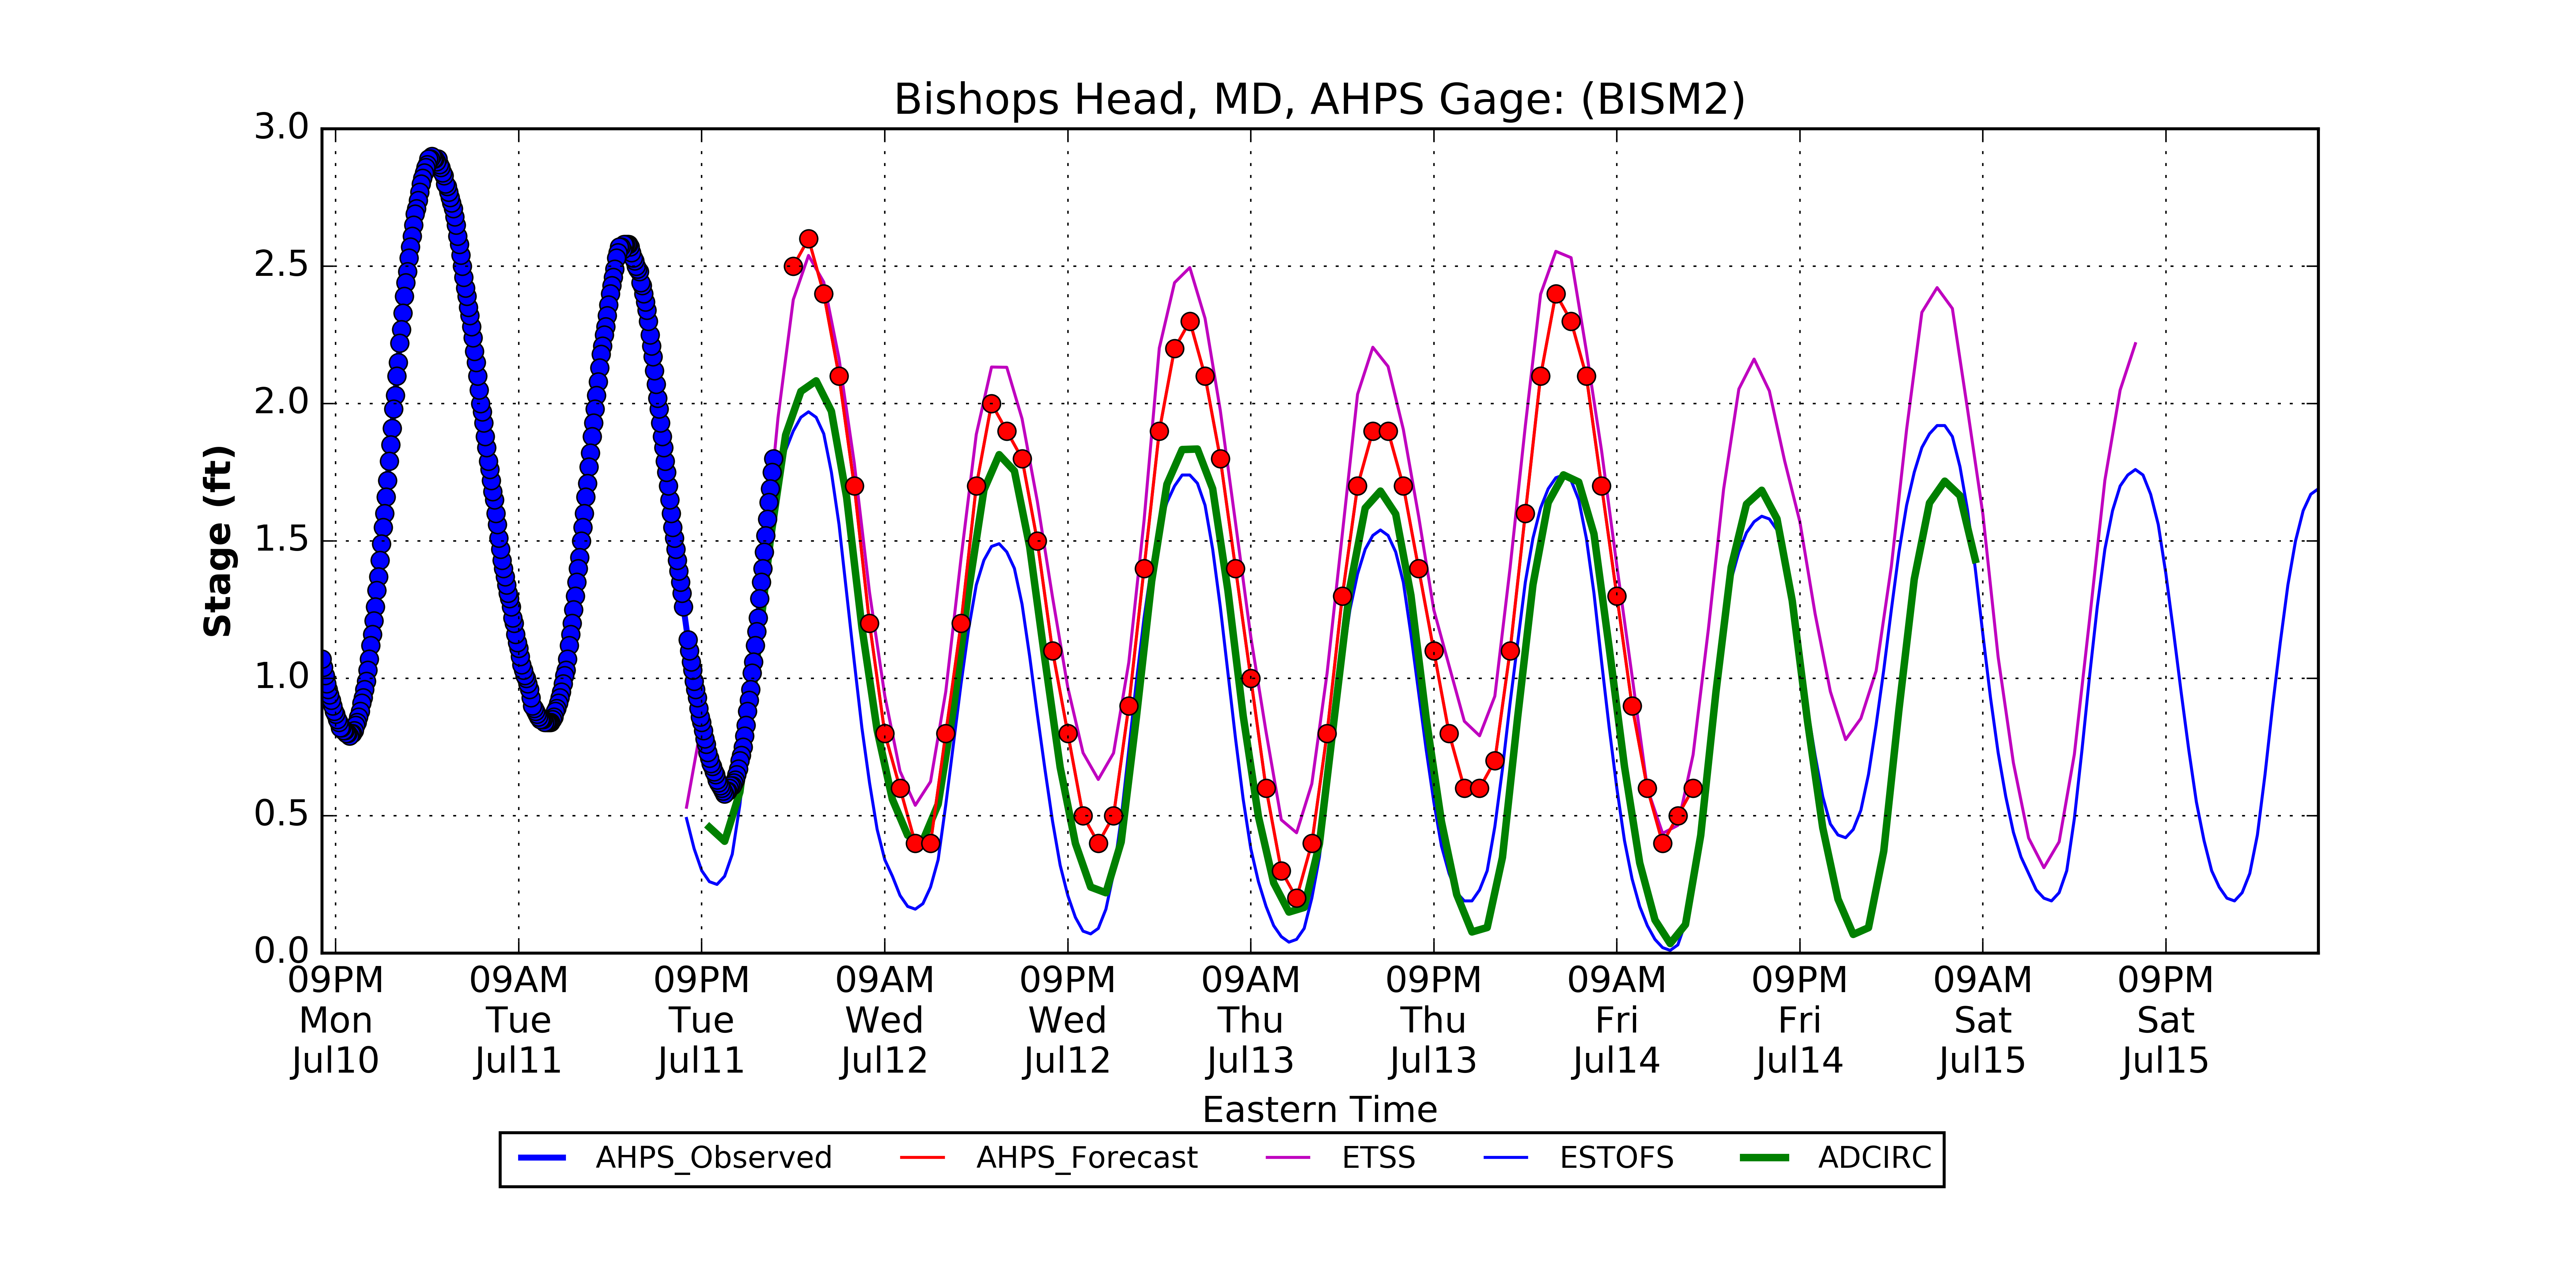 Bishops Head, MD, AHPS Gage: (BISM2)
3.0
2.5
2.0
1.5
1.0
0.5
0.0
Stage (ft)
09PM 09AM 09PM 09AM 09PM 09AM 09PM 09AM 09PM 09AM 09PM
Mon Tue Tue Wed Wed Thu Thu Fri Fri Sat Sat
Jul10 Jul11 Jul11 Jul12 Jul12 Jul13 Jul13 Jul14 Jul14 Jul15 Jul15
Eastern Time
AHPS_Observed AHPS_Forecast ETSS ESTOFS ADCIRC